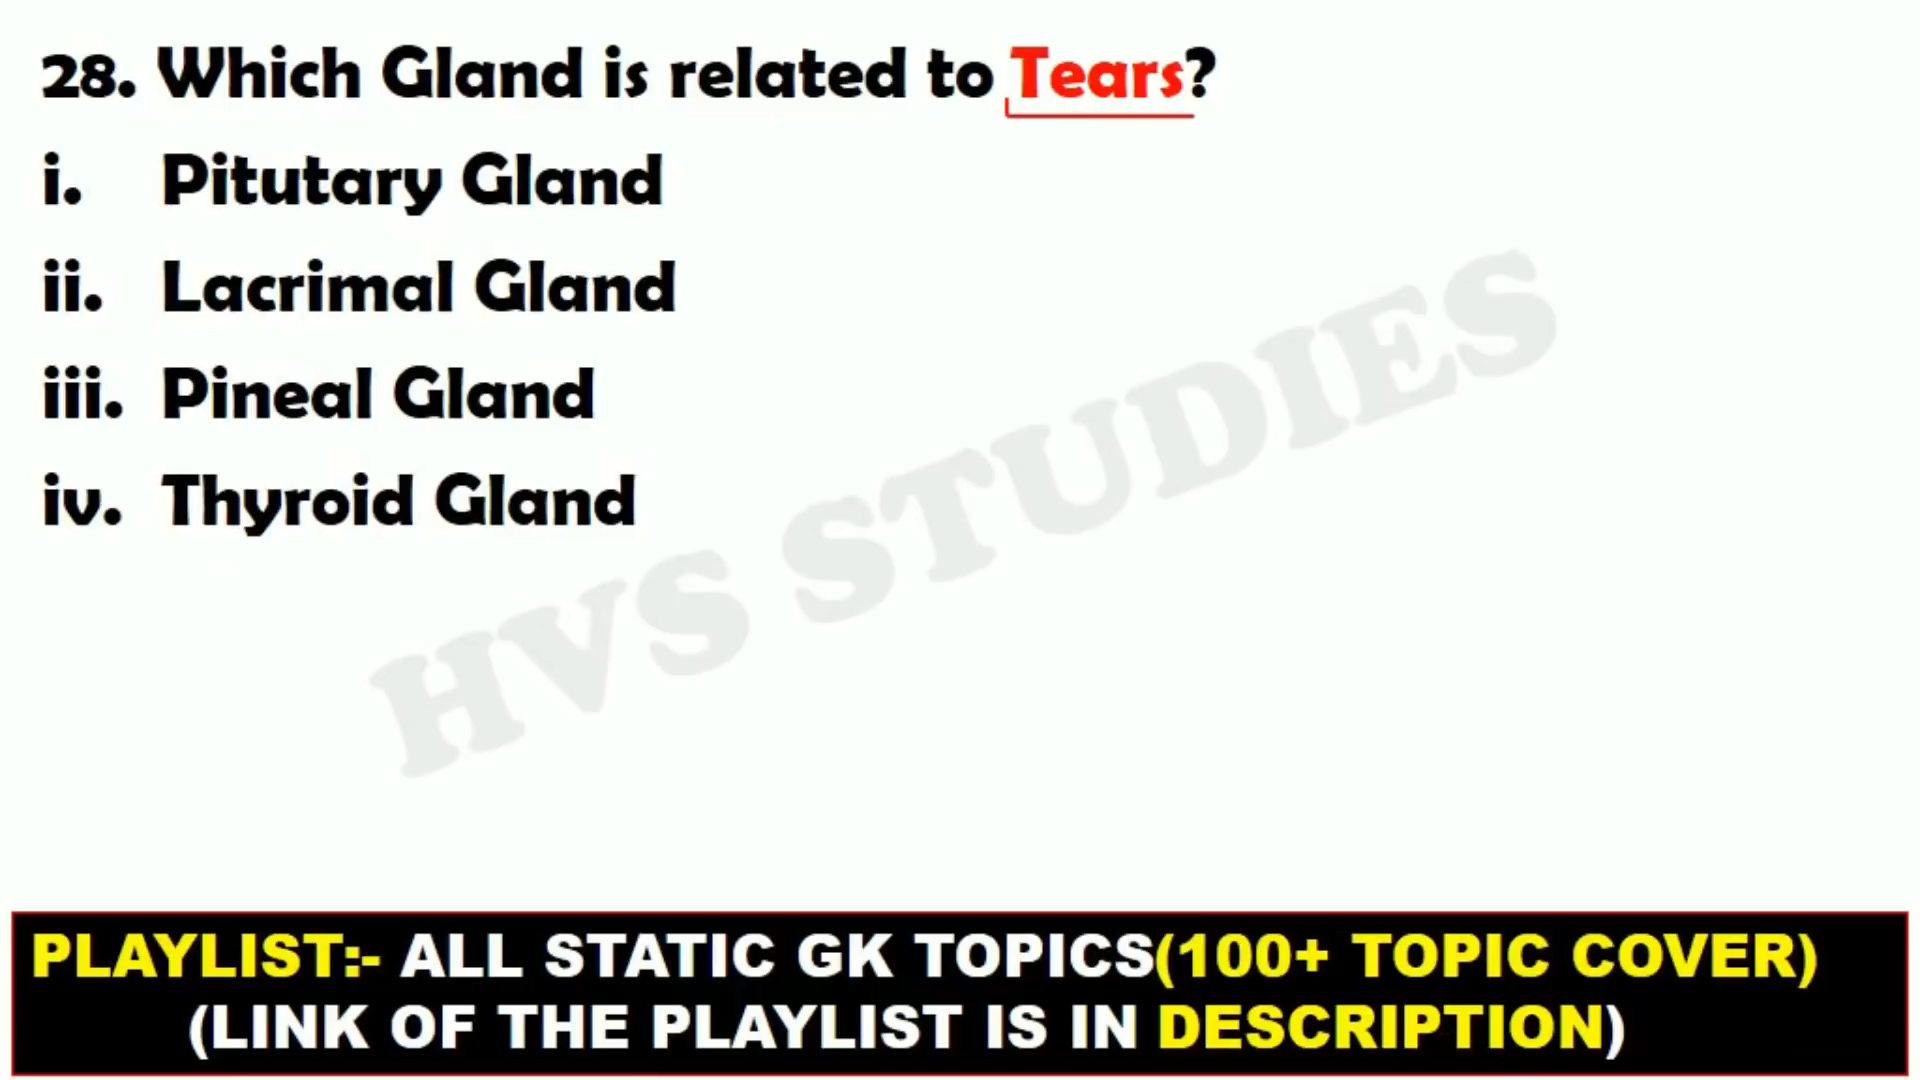 28. Which Gland is related to Tears?
i. Pitutary Gland
ii. Lacrimal Gland
iii. Pineal Gland
iv. Thyroid Gland
HVS STUDIES
PLAYLIST:- ALL STATIC GK TOPICS(100+ TOPIC COVER)
(LINK OF THE PLAYLIST IS IN DESCRIPTION)